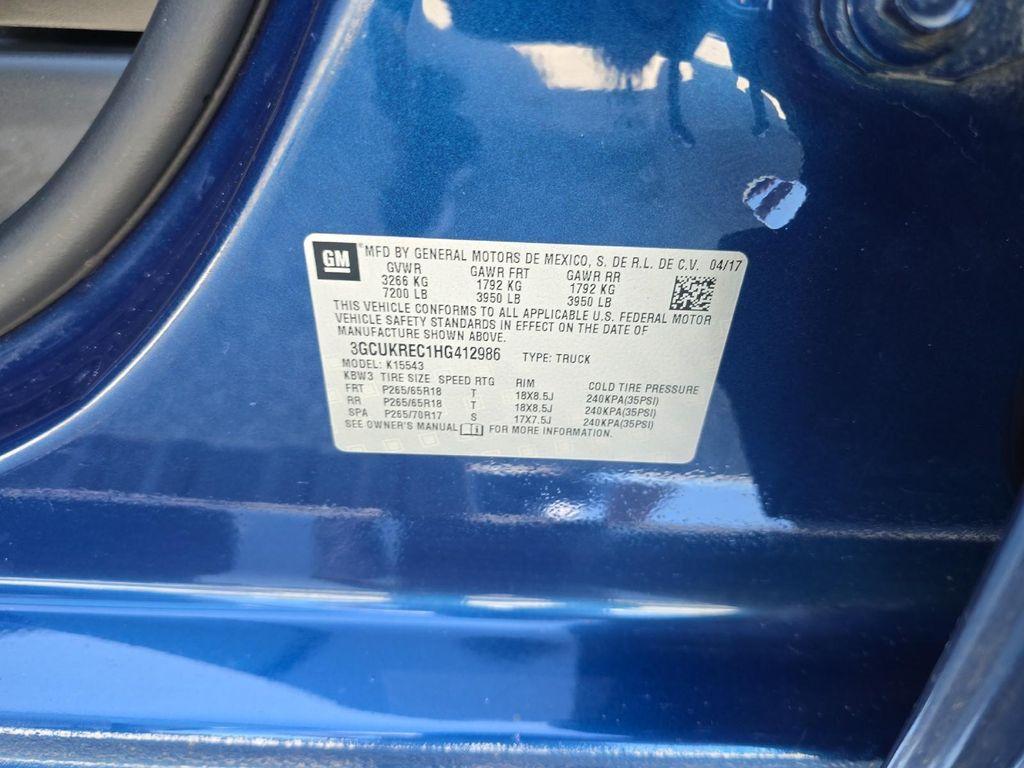 GM ® MFD BY GENERAL MOTORS DE MEXICO, S. DE R.L. DE C.V. 04/17
GVWR GAWR FRT GAWR RR
3266 KG 1792 KG 1792 KG
7200 LB 3950 LB 3950 LB
THIS VEHICLE CONFORMS TO ALL APPLICABLE U.S. FEDERAL MOTOR
VEHICLE SAFETY STANDARDS IN EFFECT ON THE DATE OF
MANUFACTURE SHOWN ABOVE.
3GCUKREC1HG412986 TYPE: TRUCK
MODEL: K15543
KBW3 TIRE SIZE SPEED RTG RIM COLD TIRE PRESSURE
FRT P265/65R18 T 18X8.5J 240KPA(35PSI)
RR P265/65R18 T 18X8.5J 240KPA(35PSI)
SPA P265/70R17 S 17X7.5J 240KPA(35PSI)
SEE OWNER'S MANUAL FOR MORE INFORMATION.